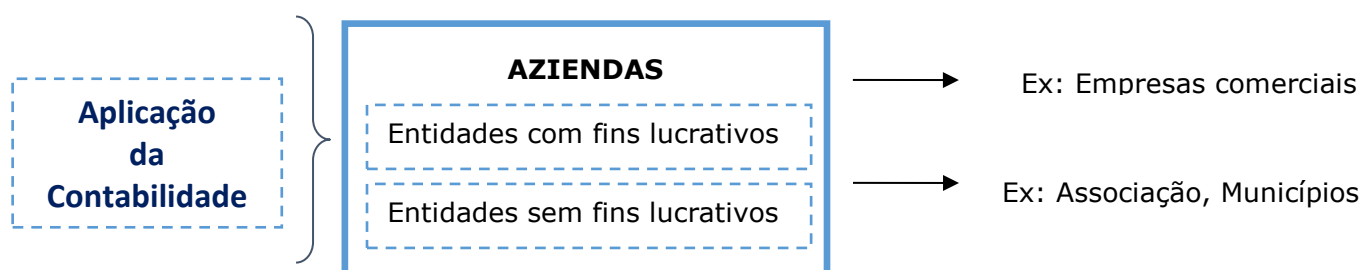 Aplicação
da
Contabilidade
AZIENDAS
Entidades com fins lucrativos
Entidades sem fins lucrativos
Ex: Empresas comerciais
Ex: Associação, Municípios